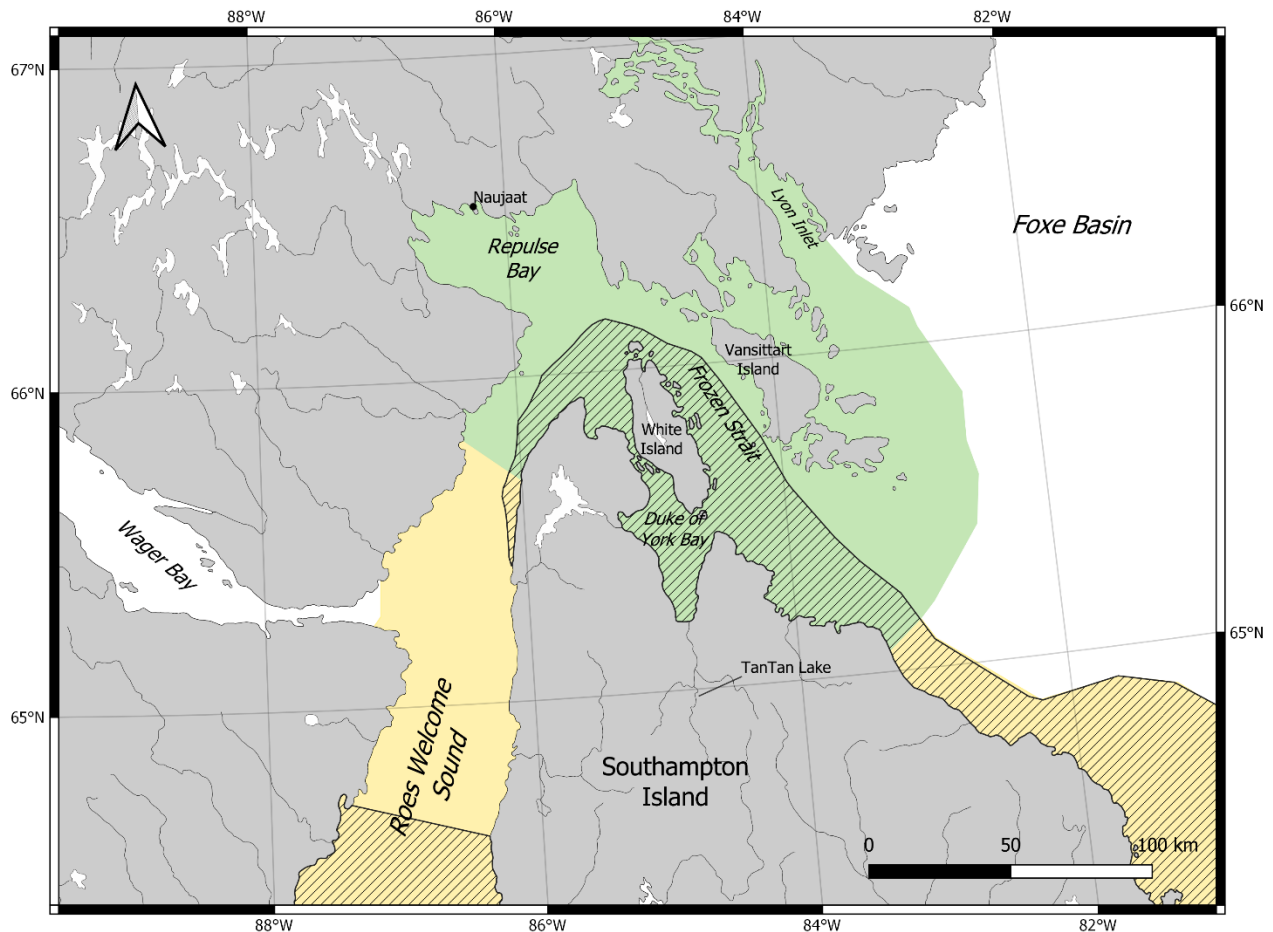 88°W 86°W 84°W 82°W
67°N
Naujaat
Lyon Inlet
Foxe Basin
Repulse
Bay
66°N
Vansittart
Island
Frozen Strait
66°N
White
Island
Duke of
York Bay
Wager Bay
65°N
TanTan Lake
65°N
Roes Welcome
Sound
Southampton
Island
0 50 100 km
88°W 86°W 84°W 82°W